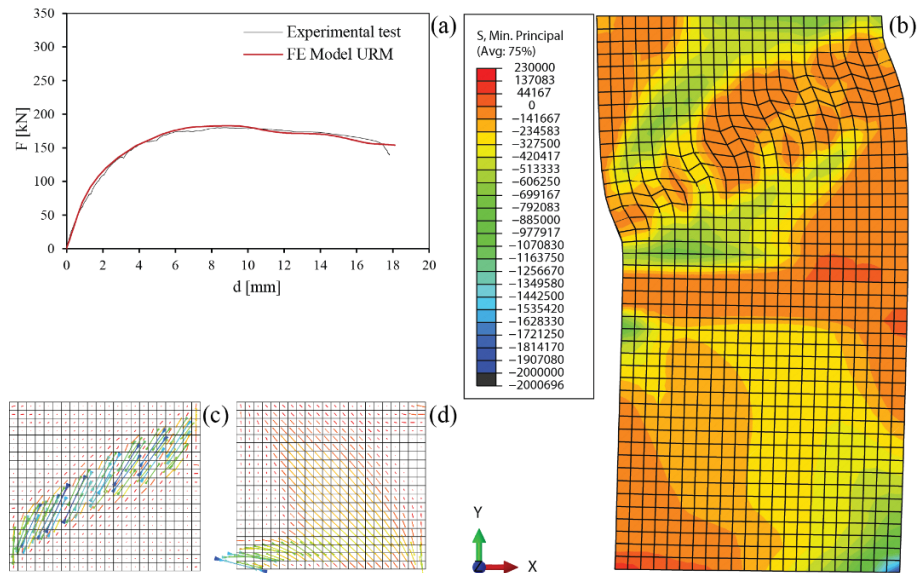 350
300
250
200
150
100
50
0
F [kN]
Experimental test
FE Model URM
(a)
0 2 4 6 8 10 12 14 16 18 20
d [mm]
S, Min. Principal
(Avg: 75%)
230000
137083
44167
0
−141667
−234583
−327500
−420417
−513333
−606250
−699167
−792083
−885000
−977917
−1070830
−1163750
−1256670
−1349580
−1442500
−1535420
−1628330
−1721250
−1814170
−1907080
−2000000
−2000696
(b)
(c)
(d)
Y
Z
X